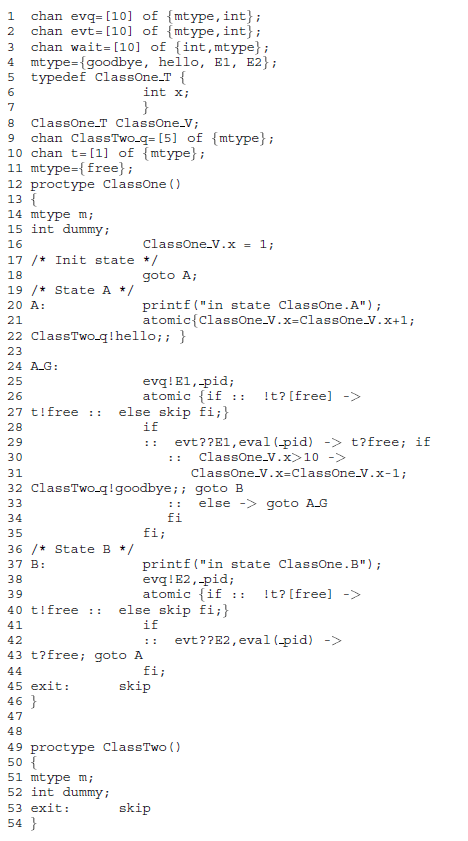 1 chan evq=[10] of {mtype,int};
2 chan evt=[10] of {mtype,int};
3 chan wait=[10] of {int,mtype};
4 mtype={goodbye, hello, E1, E2};
5 typedef ClassOne_T {
6 int x;
7 }
8 ClassOne_T ClassOne_V;
9 chan ClassTwo_q=[5] of {mtype};
10 chan t=[1] of {mtype};
11 mtype={free};
12 proctype ClassOne()
13 {
14 mtype m;
15 int dummy;
16 ClassOne_V.x = 1;
17 /* Init state */
18 goto A;
19 /* State A */
20 A: printf("in state ClassOne.A");
21 atomic{ClassOne_V.x=ClassOne_V.x+1;
22 ClassTwo_q!hello;; }
23
24 A_G:
25 evq!E1,_pid;
26 atomic {if :: !t?[free] ->
27 t!free :: else skip fi;}
28 if
29 :: evt??E1,eval(_pid) -> t?free; if
30 :: ClassOne_V.x>10 ->
31 ClassOne_V.x=ClassOne_V.x-1;
32 ClassTwo_q!goodbye;; goto B
33 :: else -> goto A_G
34 fi
35 fi;
36 /* State B */
37 B: printf("in state ClassOne.B");
38 evq!E2,_pid;
39 atomic {if :: !t?[free] ->
40 t!free :: else skip fi;}
41 if
42 :: evt??E2,eval(_pid) ->
43 t?free; goto A
44 fi;
45 exit: skip
46 }
47
48
49 proctype ClassTwo()
50 {
51 mtype m;
52 int dummy;
53 exit: skip
54 }